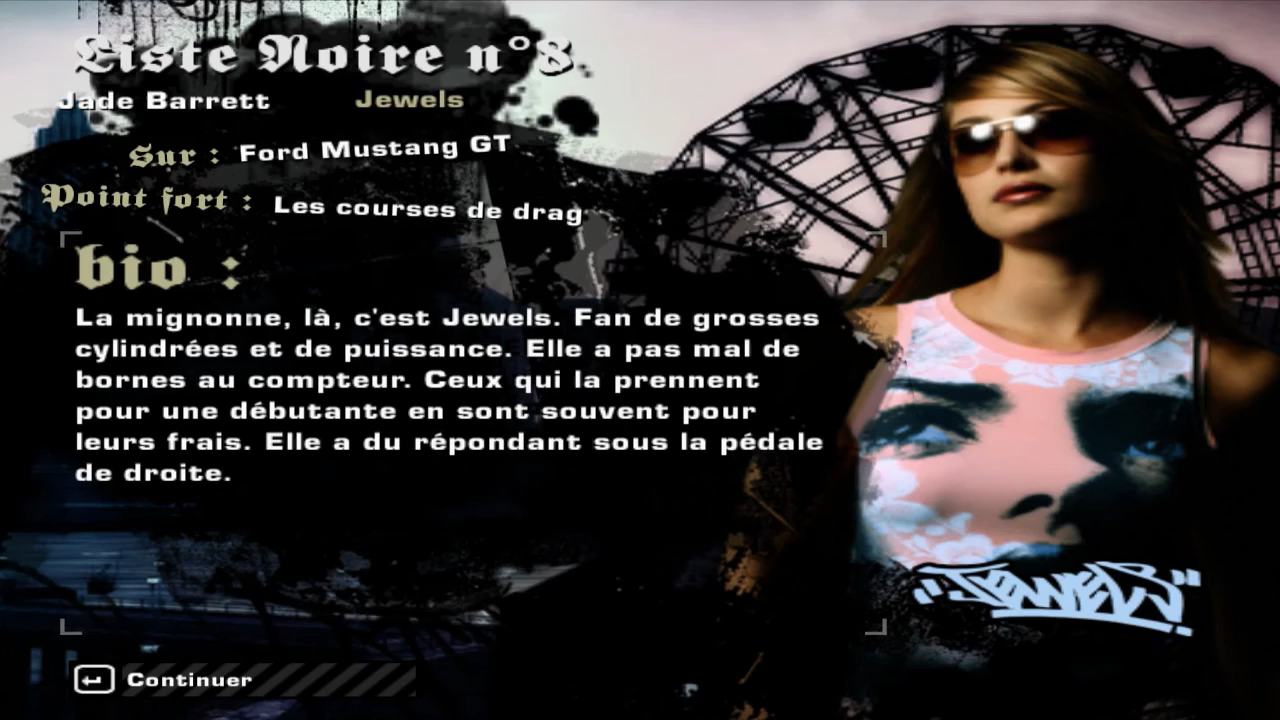 Liste Noire n°8
Jade Barrett Jewels
Sur : Ford Mustang GT
Point fort : Les courses de drag
bio :
La mignonne, là, c'est Jewels. Fan de grosses
cylindrées et de puissance. Elle a pas mal de
bornes au compteur. Ceux qui la prennent
pour une débutante en sont souvent pour
leurs frais. Elle a du répondant sous la pédale
de droite.
"JEWELS"
Continuer